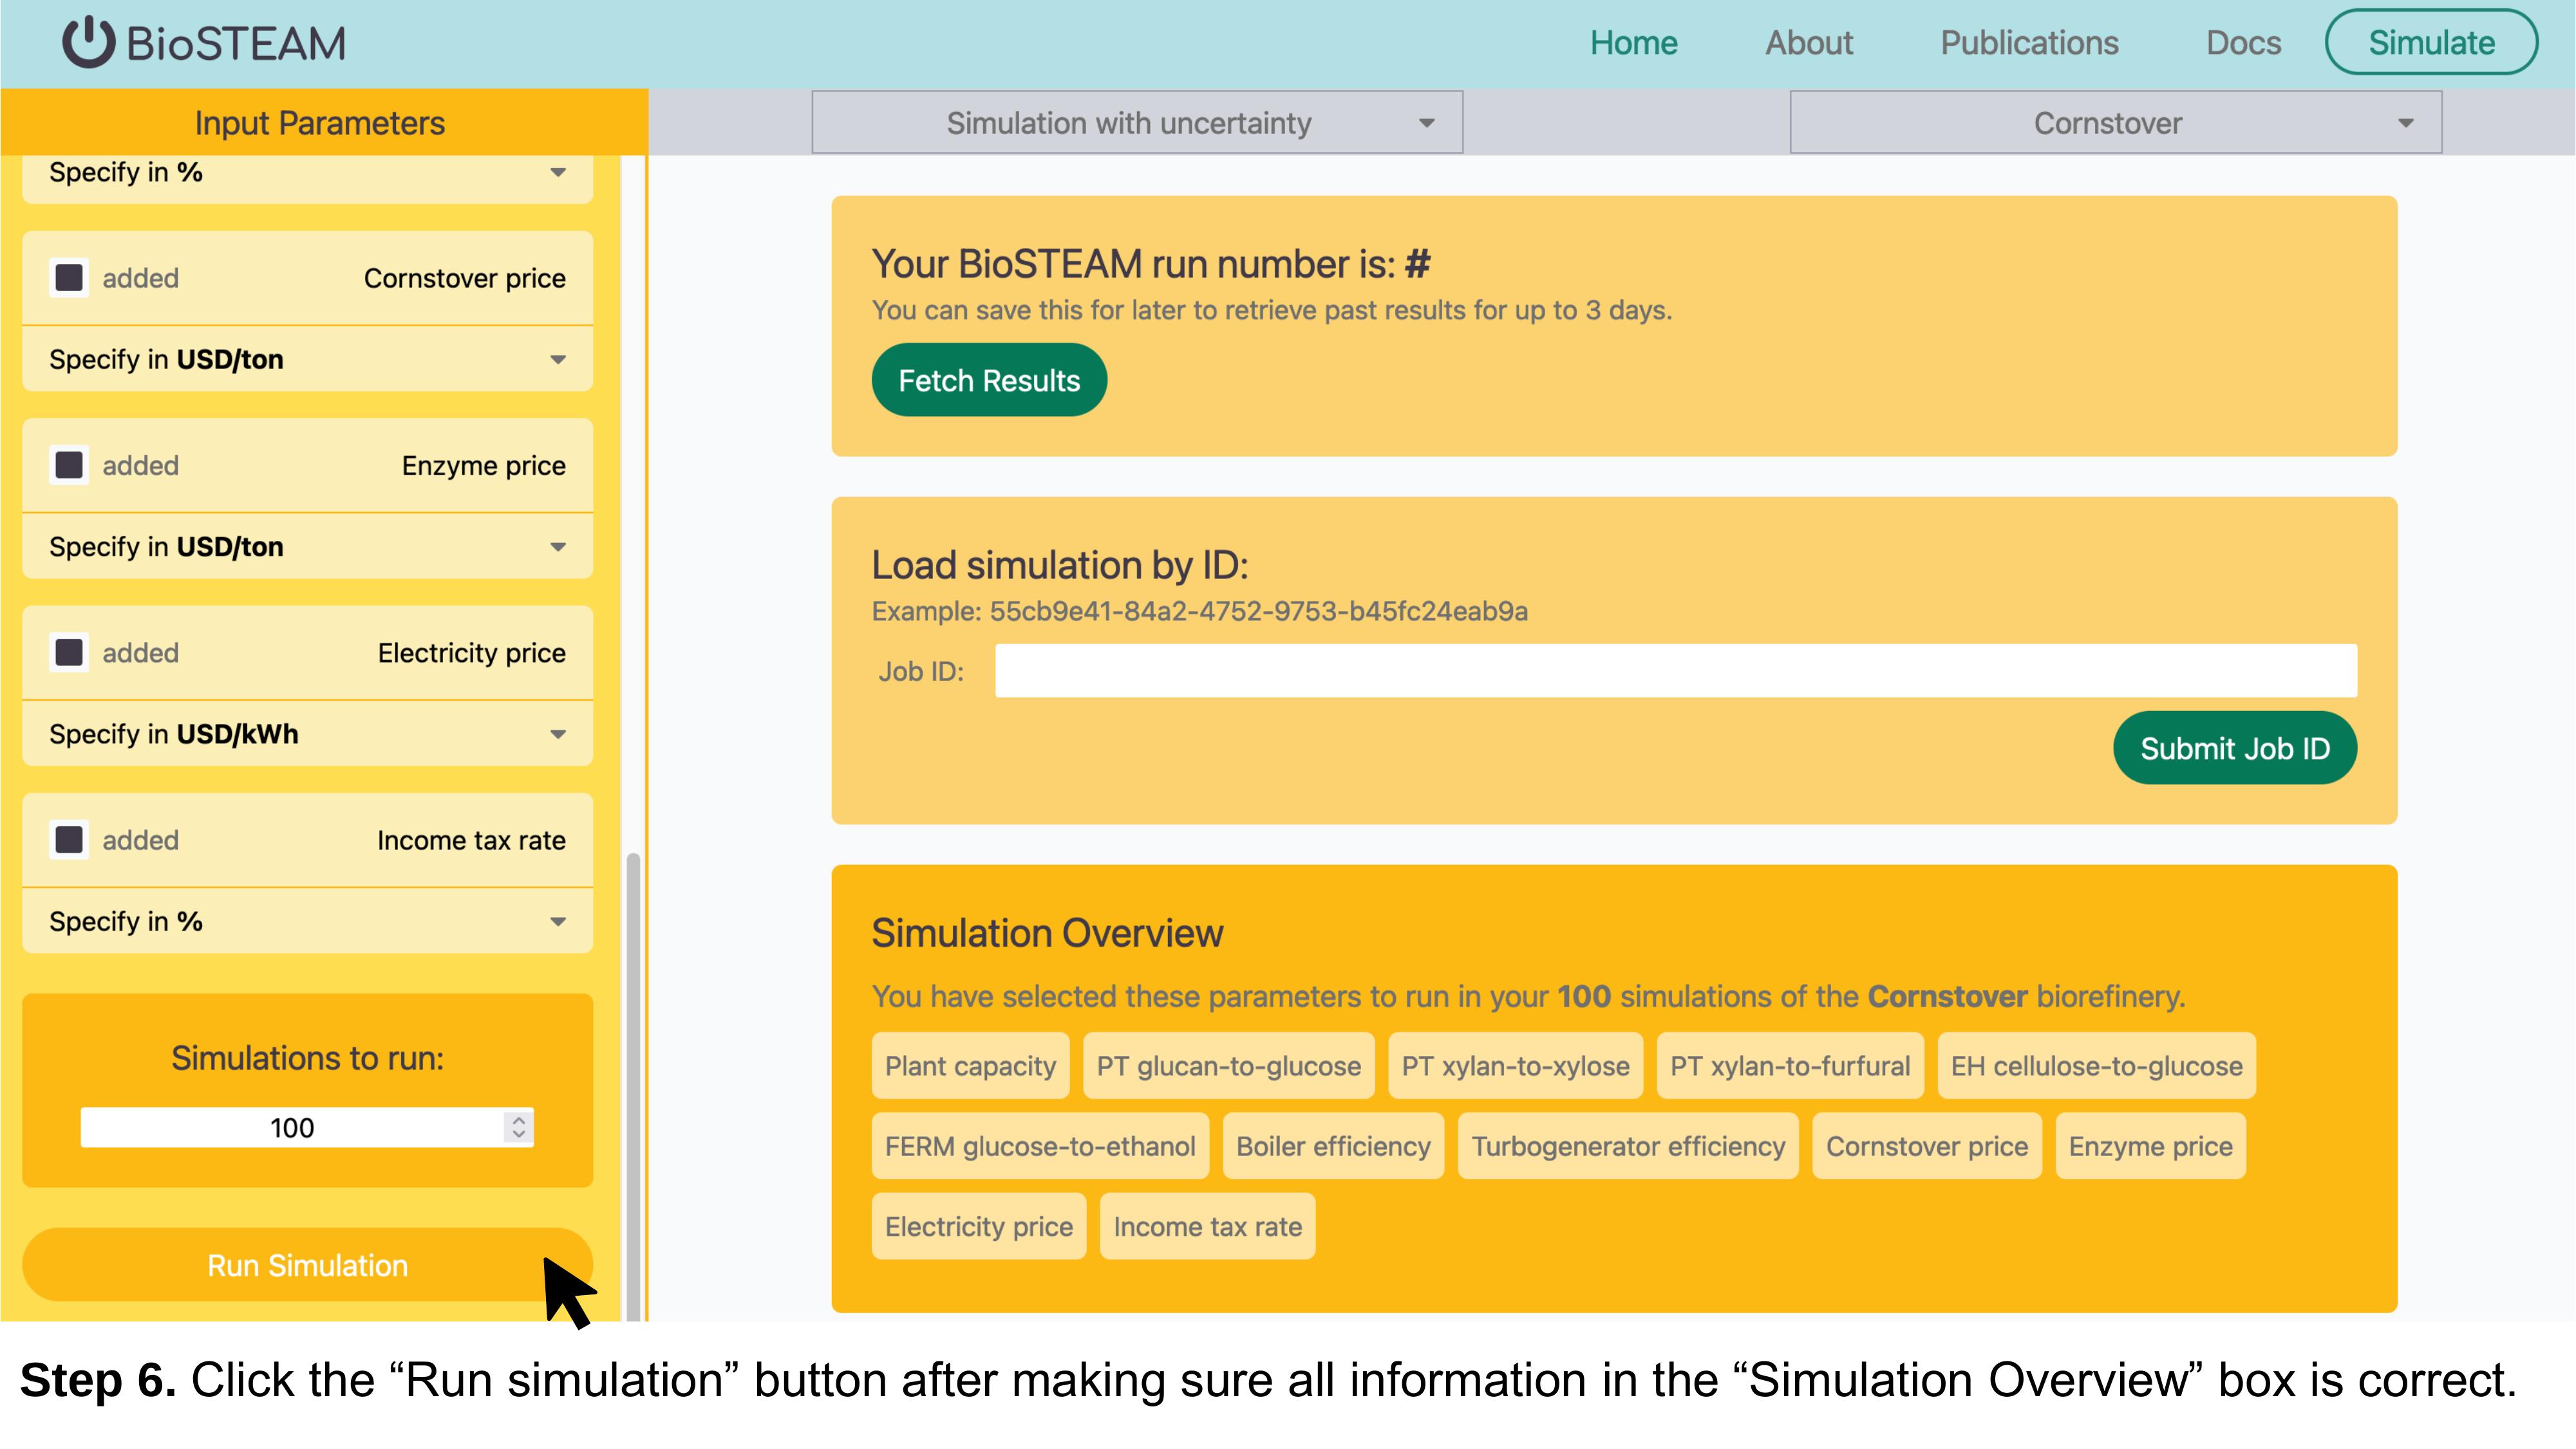 BioSTEAM
Home About Publications Docs Simulate
Input Parameters
Simulation with uncertainty
Cornstover
Specify in %
added Cornstover price
Specify in USD/ton
added Enzyme price
Specify in USD/ton
added Electricity price
Specify in USD/kWh
added Income tax rate
Specify in %
Simulations to run:
100
Run Simulation
Your BioSTEAM run number is: #
You can save this for later to retrieve past results for up to 3 days.
Fetch Results
Load simulation by ID:
Example: 55cb9e41-84a2-4752-9753-b45fc24eab9a
Job ID:
Submit Job ID
Simulation Overview
You have selected these parameters to run in your 100 simulations of the Cornstover biorefinery.
Plant capacity PT glucan-to-glucose PT xylan-to-xylose PT xylan-to-furfural EH cellulose-to-glucose
FERM glucose-to-ethanol Boiler efficiency Turbogenerator efficiency Cornstover price Enzyme price
Electricity price Income tax rate
Step 6. Click the “Run simulation” button after making sure all information in the “Simulation Overview” box is correct.